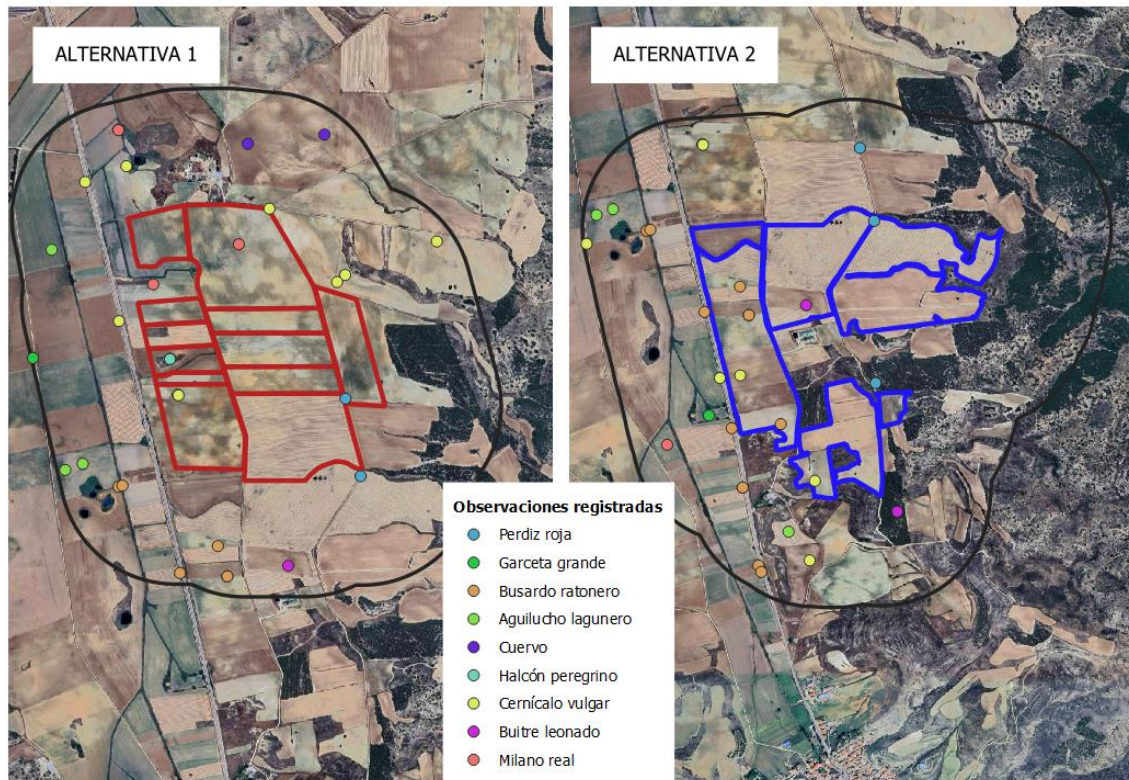 ALTERNATIVA 1
ALTERNATIVA 2
Observaciones registradas
Perdiz roja
Garceta grande
Busardo ratonero
Aguilucho lagunero
Cuervo
Halcón peregrino
Cernícalo vulgar
Buitre leonado
Milano real